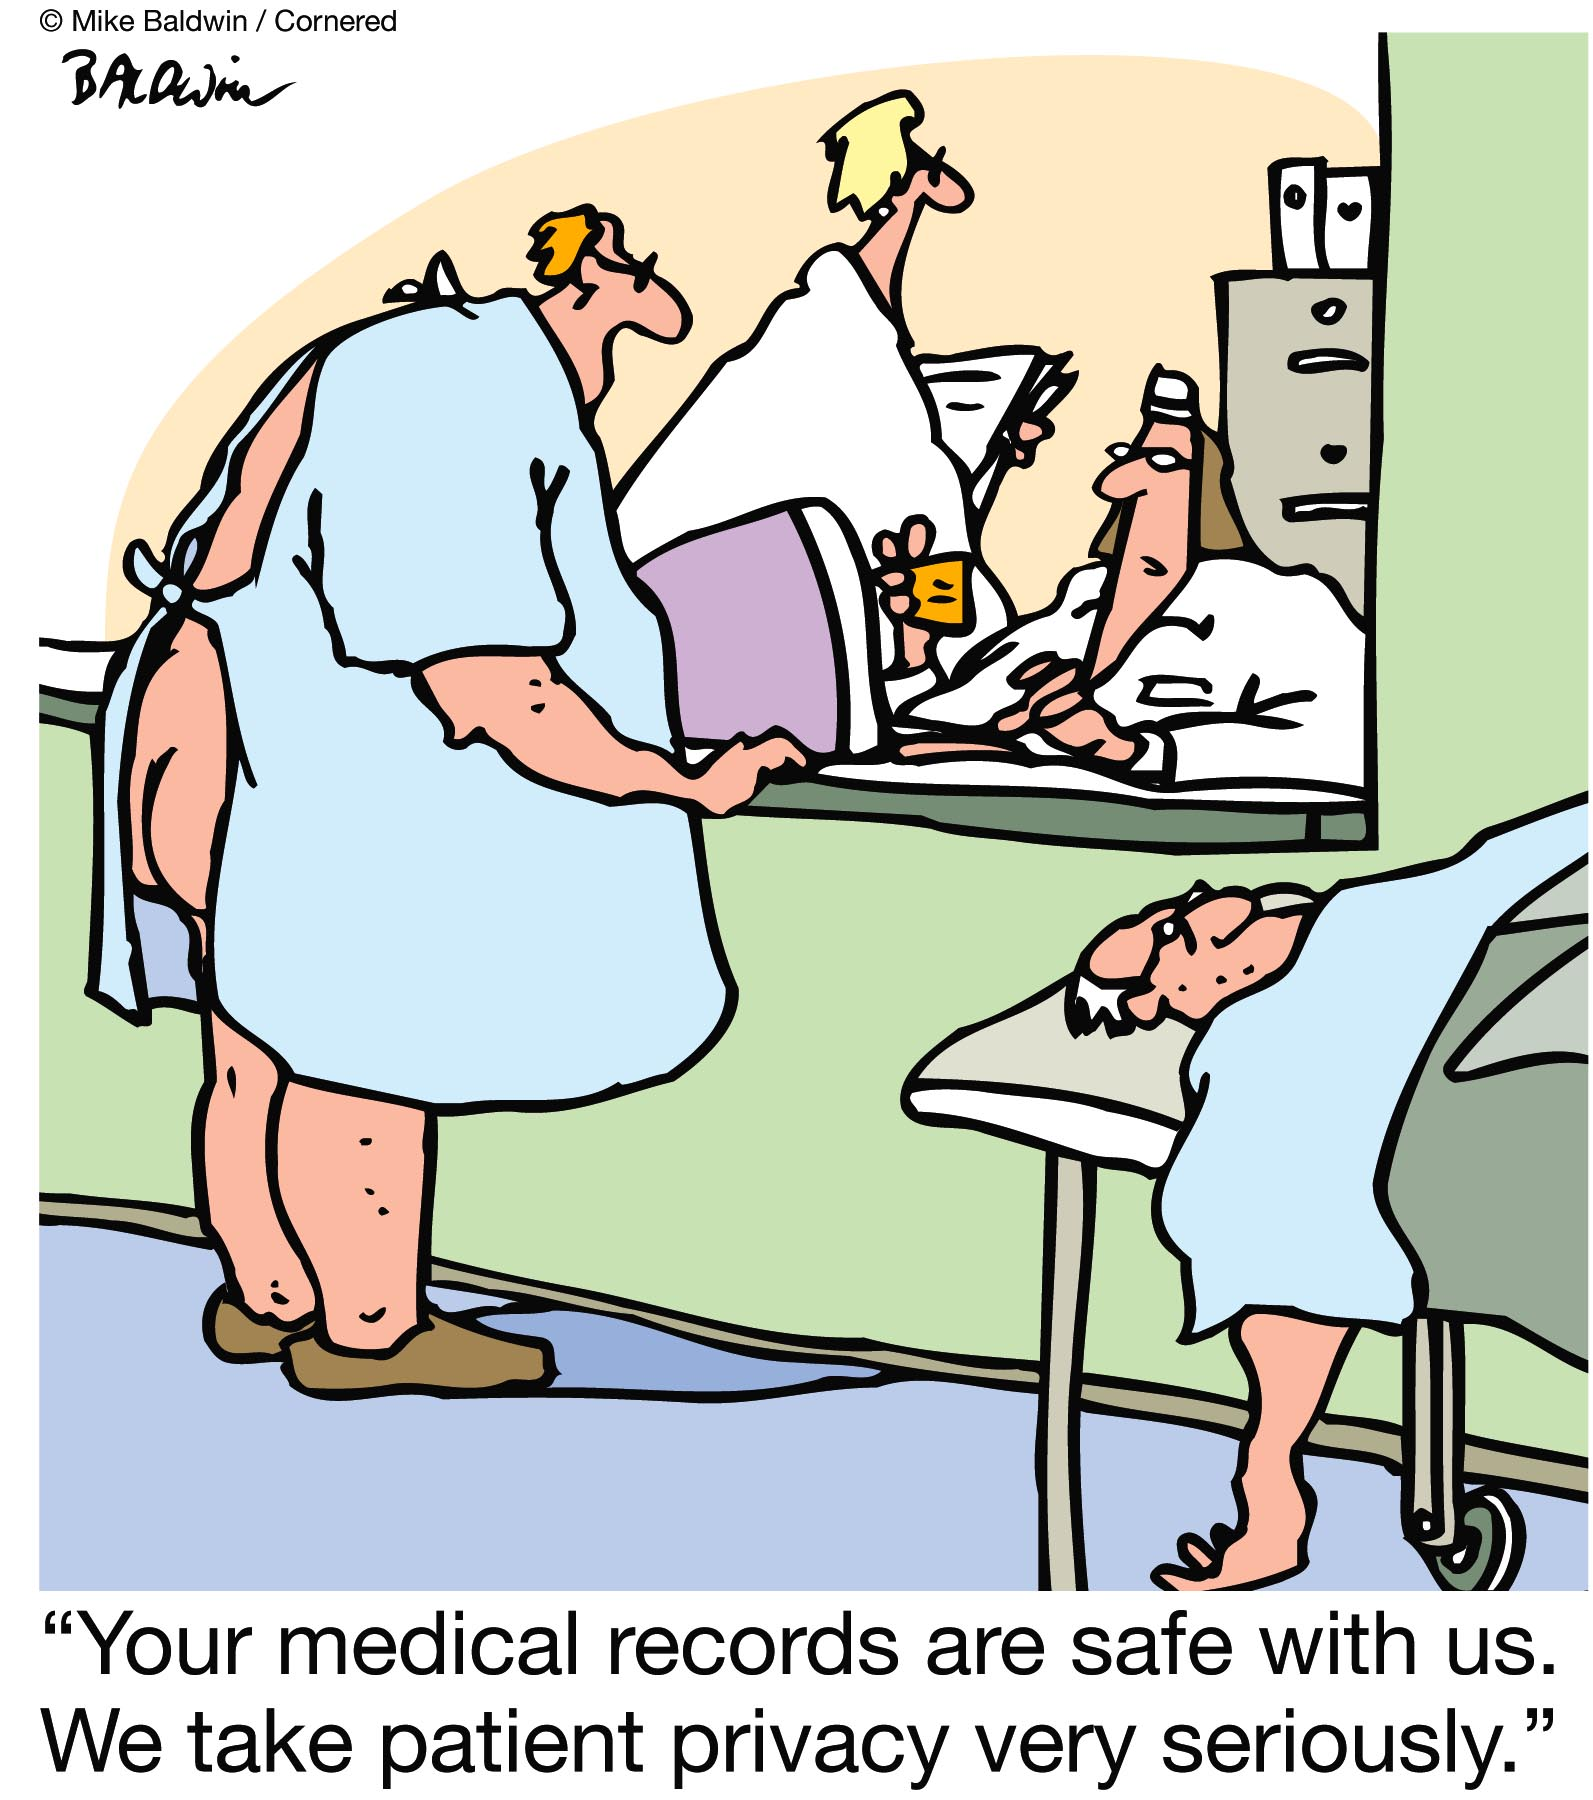 © Mike Baldwin / Cornered
BALDwin
“Your medical records are safe with us.
We take patient privacy very seriously.”